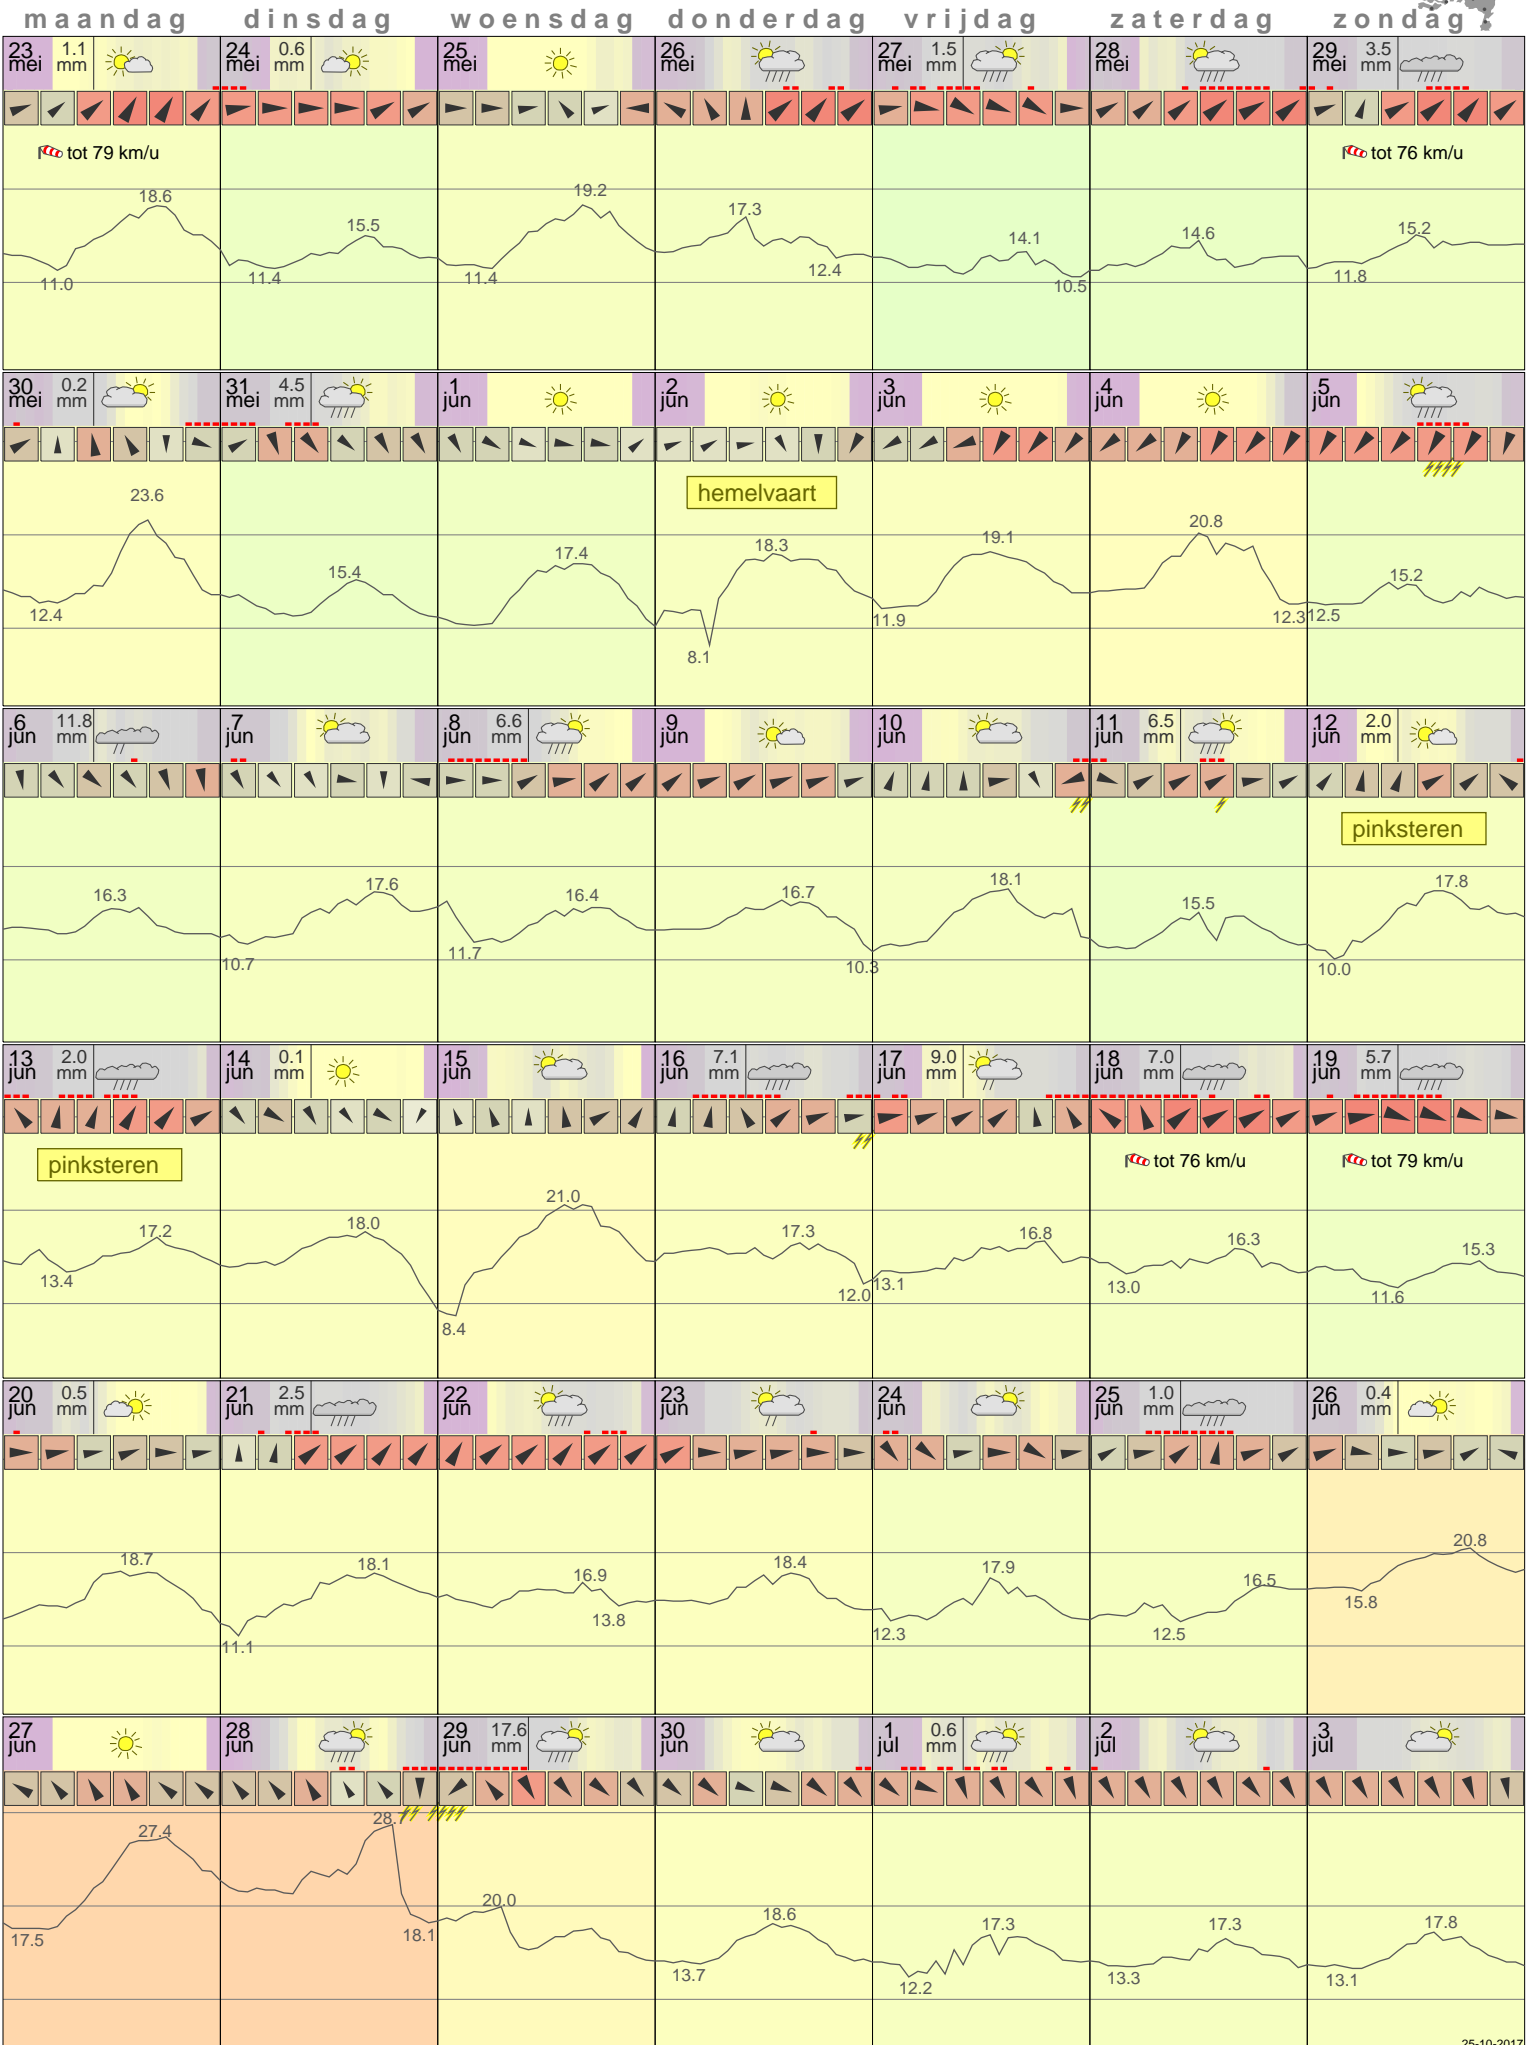 maandag dinsdag woensdag donderdag vrijdag zaterdag zondag
23 mei 1.1 mm 24 mei 0.6 mm 25 mei 26 mei 27 mei 1.5 mm 28 mei 29 mei 3.5 mm
tot 79 km/u tot 76 km/u
18.6 15.5 19.2 17.3 14.1 14.6 15.2
11.0 11.4 11.4 12.4 10.5 11.8
30 mei 0.2 mm 31 mei 4.5 mm 1 jun 2 jun 3 jun 4 jun 5 jun
hemelvaart
23.6 15.4 17.4 18.3 19.1 20.8 15.2
12.4 8.1 11.9 12.3 12.5
6 jun 11.8 mm 7 jun 8 jun 6.6 mm 9 jun 10 jun 11 jun 6.5 mm 12 jun 2.0 mm
pinksteren
16.3 17.6 16.4 16.7 18.1 15.5 17.8
10.7 11.7 10.3 10.0
13 jun 2.0 mm 14 jun 0.1 mm 15 jun 16 jun 7.1 mm 17 jun 9.0 mm 18 jun 7.0 mm 19 jun 5.7 mm
pinksteren tot 76 km/u tot 79 km/u
17.2 18.0 21.0 17.3 16.8 16.3 15.3
13.4 8.4 12.0 13.1 13.0 11.6
20 jun 0.5 mm 21 jun 2.5 mm 22 jun 23 jun 24 jun 25 jun 1.0 mm 26 jun 0.4 mm
18.7 18.1 16.9 18.4 17.9 16.5 20.8
11.1 13.8 12.3 12.5 15.8
27 jun 28 jun 29 jun 17.6 mm 30 jun 1 jul 0.6 mm 2 jul 3 jul
27.4 28.7 20.0 18.6 17.3 17.3 17.8
17.5 18.1 13.7 12.2 13.3 13.1
25-10-2017